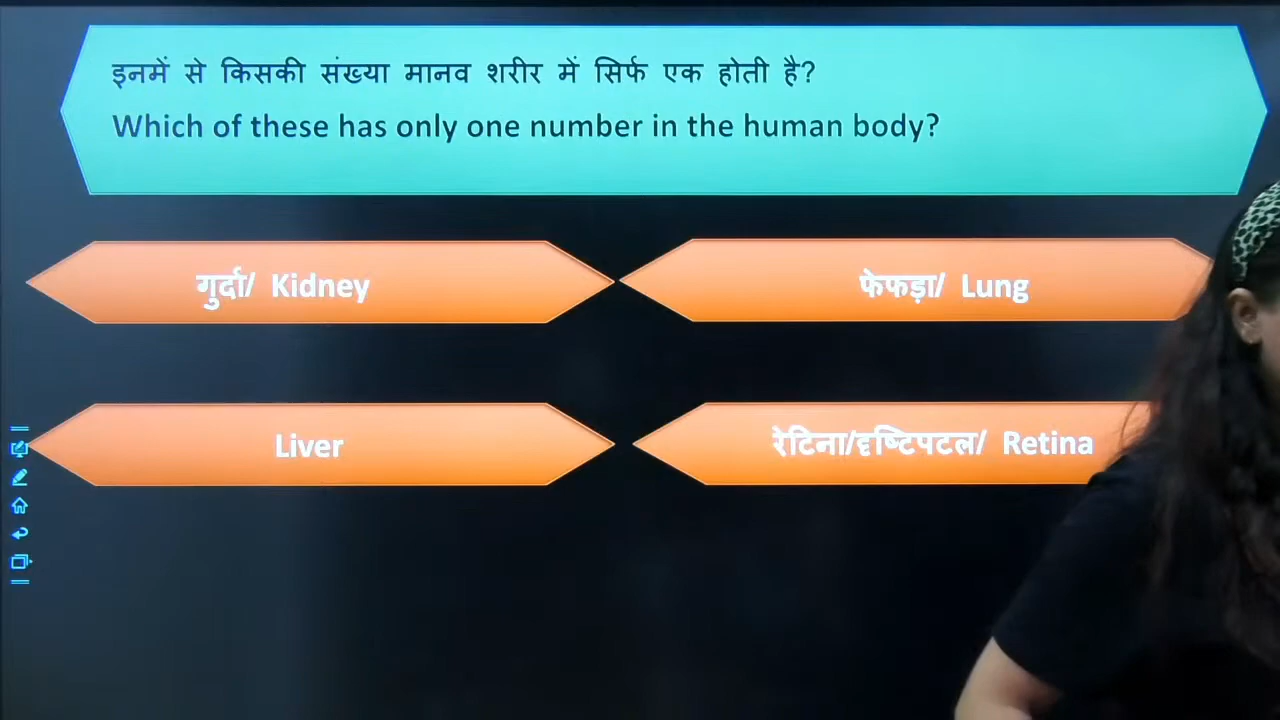 इनमें से किसकी संख्या मानव शरीर में सिर्फ एक होती है?
Which of these has only one number in the human body?
गुर्दा/ Kidney
फेफड़ा/ Lung
Liver
रेटिना/दृष्टिपटल/ Retina